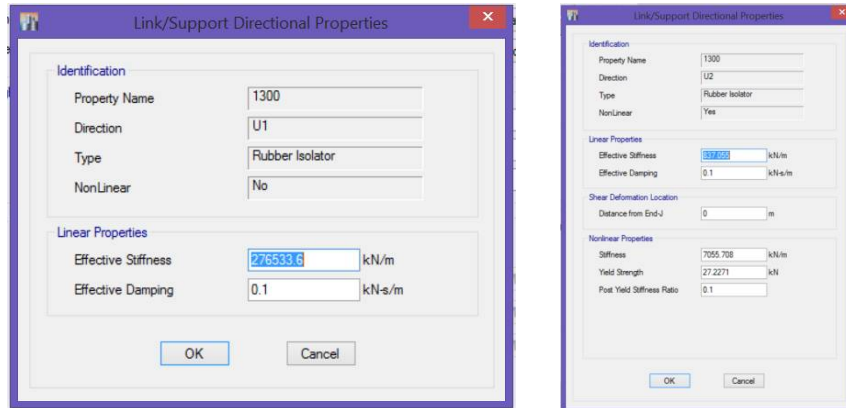 Link/Support Directional Properties
Identification
Property Name 1300
Direction U1
Type Rubber Isolator
NonLinear No
Linear Properties
Effective Stiffness 276533.6 kN/m
Effective Damping 0.1 kN-s/m
OK Cancel
Link/Support Directional Properties
Identification
Property Name 1300
Direction U2
Type Rubber Isolator
NonLinear Yes
Linear Properties
Effective Stiffness kN/m
Effective Damping 0.1 kN-s/m
Shear Deformation Location
Distance from End-J 0 m
Nonlinear Properties
Stiffness 7055.708 kN/m
Yield Strength 27.2271 kN
Post Yield Stiffness Ratio 0.1
OK Cancel